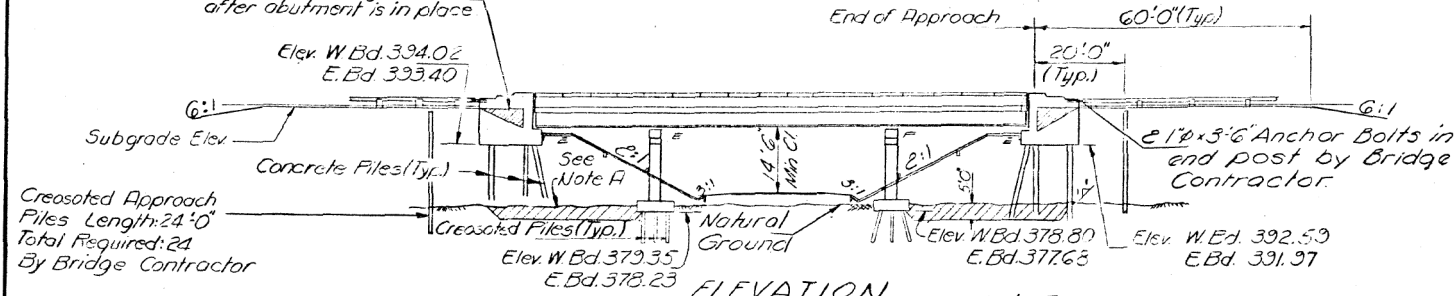 after abutment is in place
Elev. W.Bd. 394.02
E.Bd. 393.40
6:1
Subgrade Elev.
Concrete Piles (Typ.)
See
Note A
2:1
3:1
14'-6"
Min Cl.
Creosoted Approach
Piles Length: 24'-0"
Total Required: 24
By Bridge Contractor
Creosoted Piles (Typ.)
Elev. W.Bd. 379.35
E.Bd. 378.23
Natural
Ground
E
E
F
End of Approach
60'-0" (Typ.)
20'-0"
(Typ.)
6:1
2 1"φ x 3'-6" Anchor Bolts in
end post by Bridge
Contractor.
3:1
2:1
Elev. W.Bd. 378.80
E.Bd. 377.68
Elev. W.Bd. 392.59
E.Bd. 391.97
ELEVATION